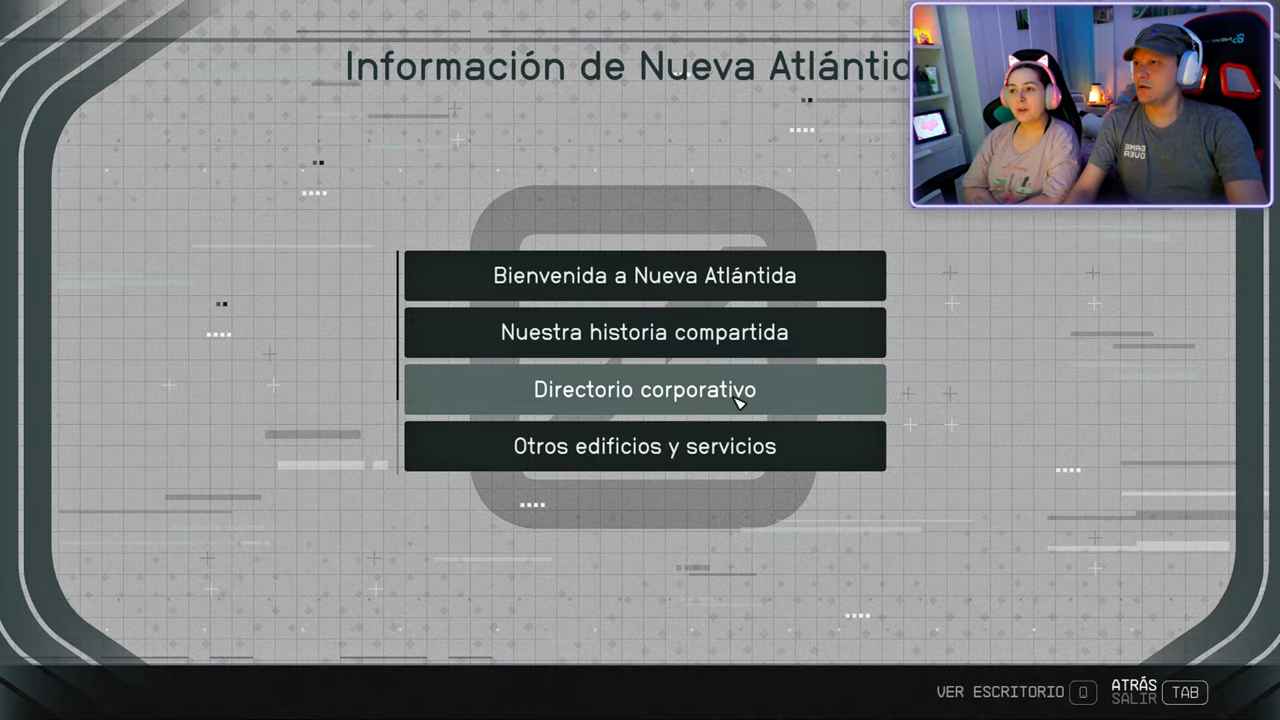 Información de Nueva Atlántid
Bienvenida a Nueva Atlántida
Nuestra historia compartida
Directorio corporativo
Otros edificios y servicios
VER ESCRITORIO Q ATRÁS TAB
SALIR